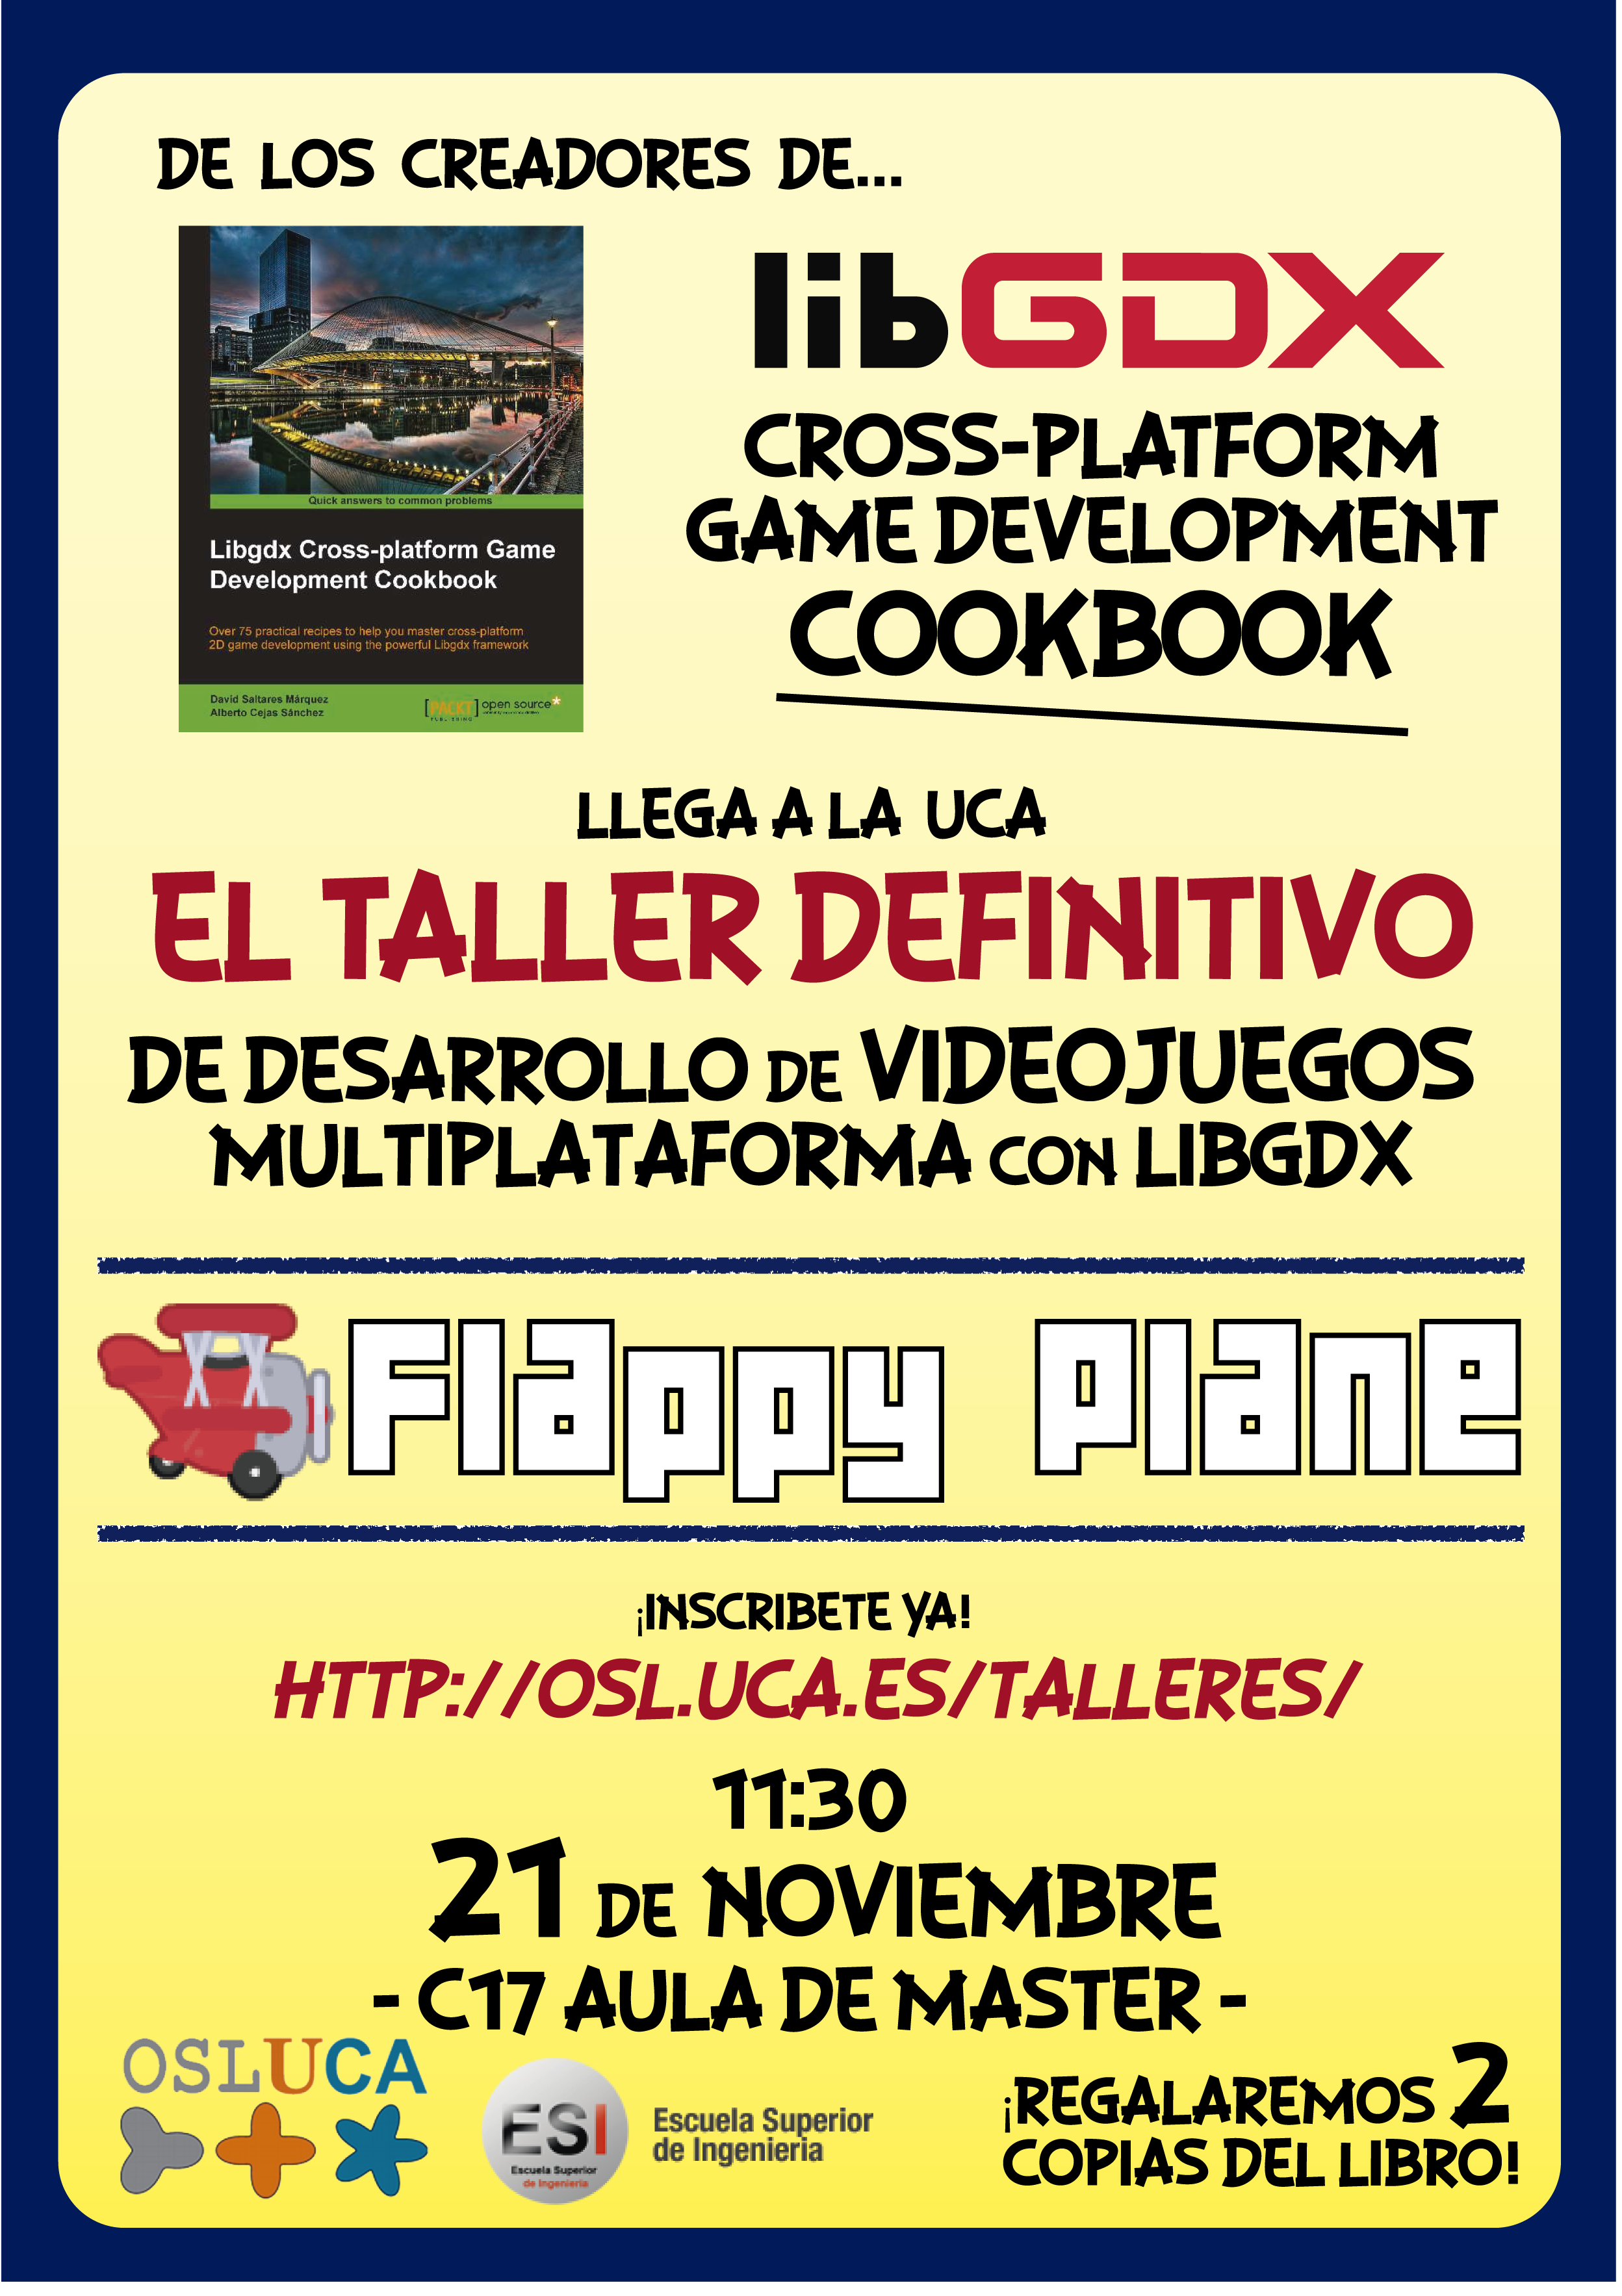 DE LOS CREADORES DE...
Quick answers to common problems
Libgdx Cross-platform Game
Development Cookbook
Over 75 practical recipes to help you master cross-platform
2D game development using the powerful Libgdx framework
David Saltares Márquez
Alberto Cejas Sánchez
[PACKT] open source*
PUBLISHING
libGDX
CROSS-PLATFORM
GAME DEVELOPMENT
COOKBOOK
LLEGA A LA UCA
EL TALLER DEFINITIVO
DE DESARROLLO DE VIDEOJUEGOS
MULTIPLATAFORMA CON LIBGDX
Flappy Plane
¡INSCRIBETE YA!
HTTP://OSL.UCA.ES/TALLERES/
11:30
21 DE NOVIEMBRE
- C17 AULA DE MASTER -
OSLUCA
ESI
Escuela Superior
de Ingeniería
Escuela Superior
de Ingeniería
¡REGALAREMOS 2
COPIAS DEL LIBRO!